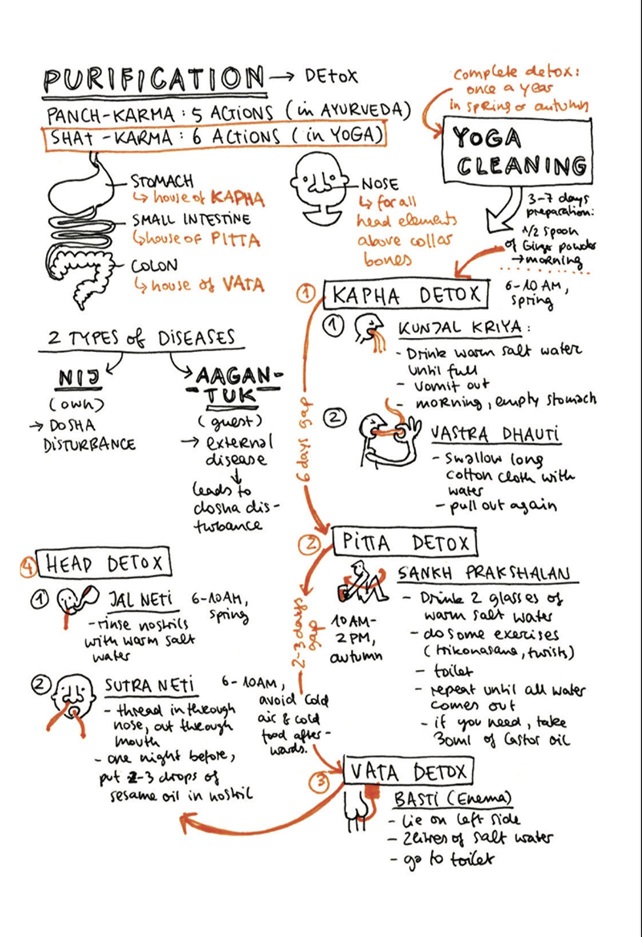 PURIFICATION → DETOX
PANCH-KARMA: 5 ACTIONS (in AYURVEDA)
SHAT-KARMA: 6 ACTIONS (in YOGA)
complete detox:
once a year
in spring or autumn
YOGA
CLEANING
3-7 days
preparation:
1/2 spoon
of Ginger powder
→ morning
STOMACH
↳ house of KAPHA
SMALL INTESTINE
↳ house of PITTA
COLON
↳ house of VATA
NOSE
↳ for all
head elements
above collar
bones
2 TYPES of DISEASES
NIJ
(own)
→ DOSHA
DISTURBANCE
AAGAN-
TUK
(guest)
→ external
disease
↓
leads to
dosha dis-
turbance
① KAPHA DETOX
6-10 AM,
spring
① KUNJAL KRIYA:
- Drink warm salt water
until full
- vomit out
- morning, empty stomach
② VASTRA DHAUTI
- swallow long
cotton cloth with
water
- pull out again
6 days gap
② PITTA DETOX
SANKH PRAKSHALAN
10 AM-
2 PM,
autumn
- Drink 2 glasses of
warm salt water
- do some exercises
(trikonasana, twists)
- toilet
- repeat until all water
comes out
- if you need, take
30ml of Castor oil
2-3 days
gap
③ VATA DETOX
BASTI (Enema)
- lie on left side
- 2 litres of salt water
- go to toilet
④ HEAD DETOX
① JAL NETI 6-10AM,
spring
- rinse nostrils
with warm salt
water
② SUTRA NETI
- thread in through
nose, out through
mouth
- one night before,
put 2-3 drops of
sesame oil in nostril
6-10AM,
avoid cold
air & cold
food after-
wards.